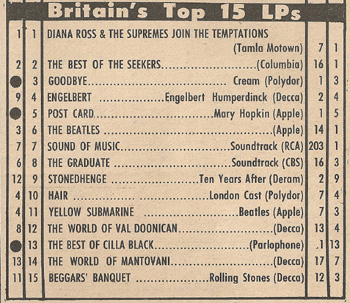 Britain's Top 15 LPs
1 1 DIANA ROSS & THE SUPREMES JOIN THE TEMPTATIONS
(Tamla Motown) 7 1
2 2 THE BEST OF THE SEEKERS (Columbia) 16 1
● 3 GOODBYE Cream (Polydor) 1 3
9 4 ENGELBERT Engelbert Humperdinck (Decca) 2 4
● 5 POST CARD Mary Hopkin (Apple) 1 5
3 6 THE BEATLES (Apple) 14 1
7 7 SOUND OF MUSIC Soundtrack (RCA) 203 1
6 8 THE GRADUATE Soundtrack (CBS) 16 3
12 9 STONEDHENGE Ten Years After (Deram) 2 9
4 10 HAIR London Cast (Polydor) 7 4
4 11 YELLOW SUBMARINE Beatles (Apple) 7 3
8 12 THE WORLD OF VAL DOONICAN (Decca) 13 4
● 13 THE BEST OF CILLA BLACK (Parlophone) .1 13
13 14 THE WORLD OF MANTOVANI (Decca) 17 7
11 15 BEGGARS' BANQUET Rolling Stones (Decca) 12 3